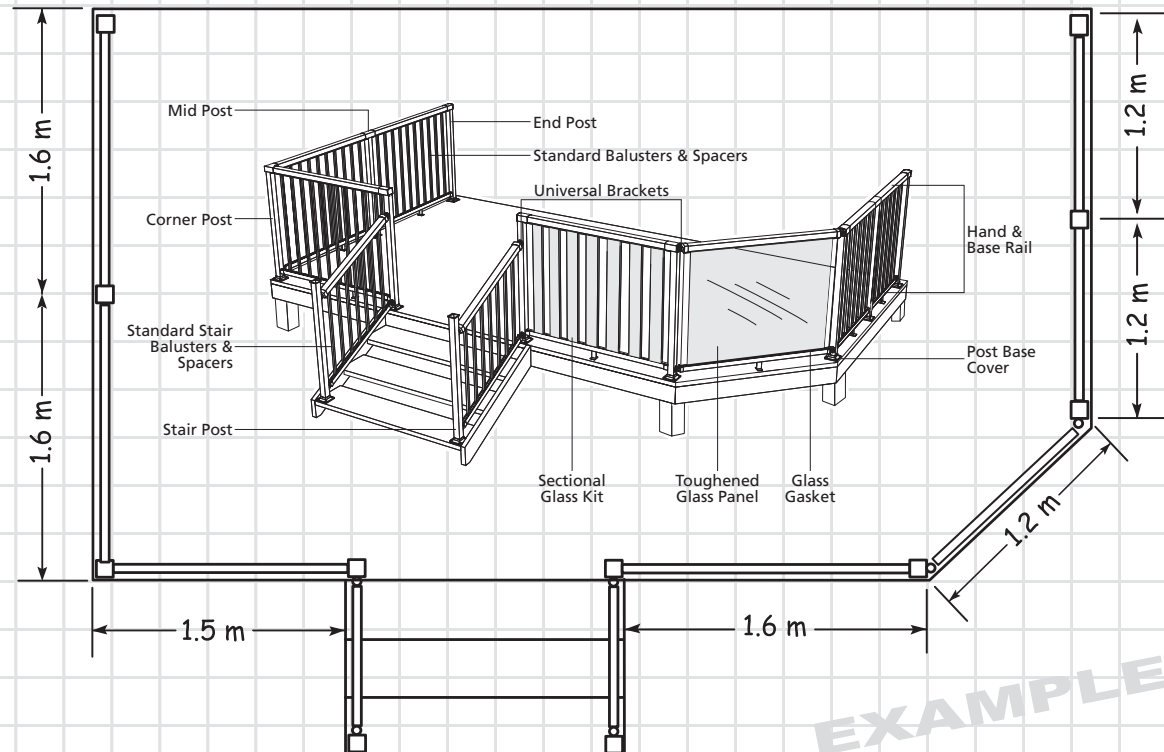 1.6 m
1.6 m
Mid Post
Corner Post
Standard Stair
Balusters &
Spacers
Stair Post
End Post
Standard Balusters & Spacers
Universal Brackets
Hand &
Base Rail
Post Base
Cover
Sectional
Glass Kit
Toughened
Glass Panel
Glass
Gasket
1.2 m
1.2 m
1.2 m
1.5 m
1.6 m
EXAMPLE